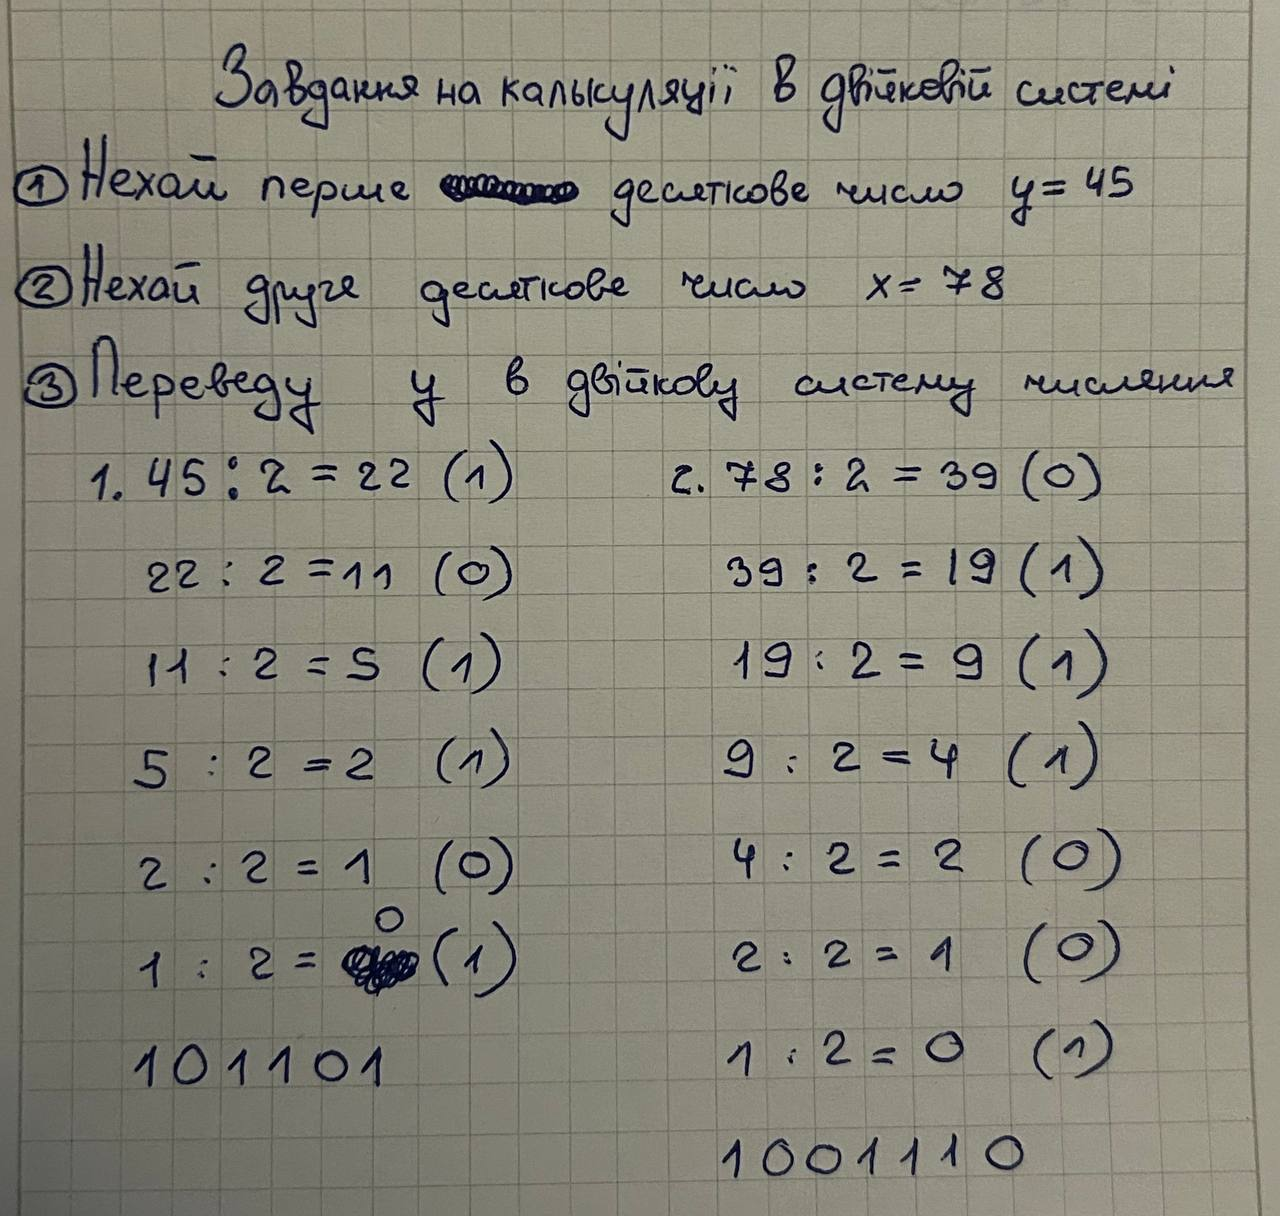 Завдання на калькуляції в двійковій системі
① Нехай перше десяткове число y = 45
② Нехай друге десяткове число x = 78
③ Переведу y в двійкову систему числення
1. 45 : 2 = 22 (1)
22 : 2 = 11 (0)
11 : 2 = 5 (1)
5 : 2 = 2 (1)
2 : 2 = 1 (0)
1 : 2 = 0 (1)
101101
2. 78 : 2 = 39 (0)
39 : 2 = 19 (1)
19 : 2 = 9 (1)
9 : 2 = 4 (1)
4 : 2 = 2 (0)
2 : 2 = 1 (0)
1 : 2 = 0 (1)
1001110